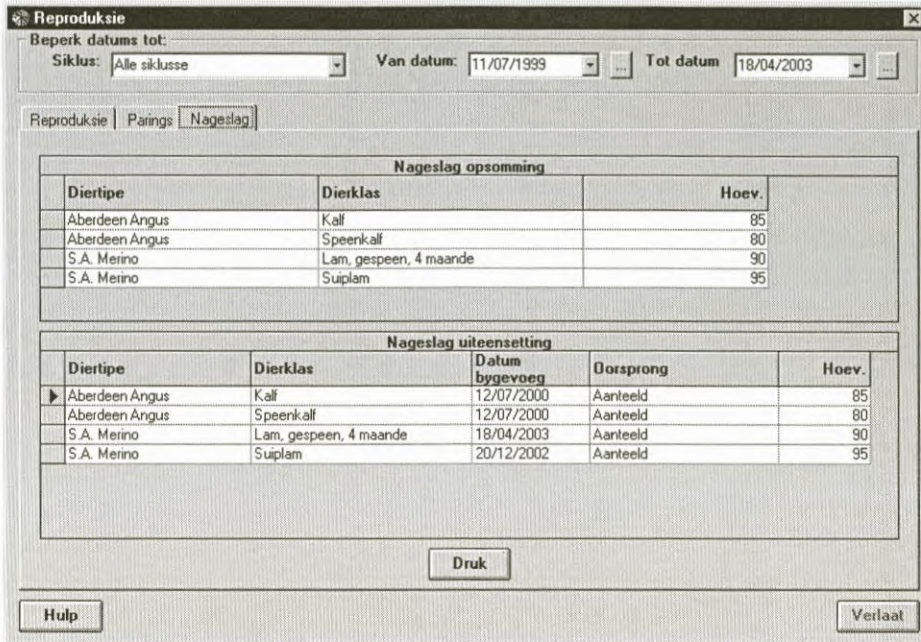 Reproduksie
Beperk datums tot:
Siklus: Alle siklusse Van datum: 11/07/1999 ... Tot datum 18/04/2003 ...
Reproduksie Parings Nageslag
Nageslag opsomming
Diertipe Dierklas Hoev.
Aberdeen Angus Kalf 85
Aberdeen Angus Speenkalf 80
S.A. Merino Lam, gespeen, 4 maande 90
S.A. Merino Suiplam 95
Nageslag uiteensetting
Diertipe Dierklas Datum bygevoeg Oorsprong Hoev.
Aberdeen Angus Kalf 12/07/2000 Aanteeld 85
Aberdeen Angus Speenkalf 12/07/2000 Aanteeld 80
S.A. Merino Lam, gespeen, 4 maande 18/04/2003 Aanteeld 90
S.A. Merino Suiplam 20/12/2002 Aanteeld 95
Druk
Hulp Verlaat